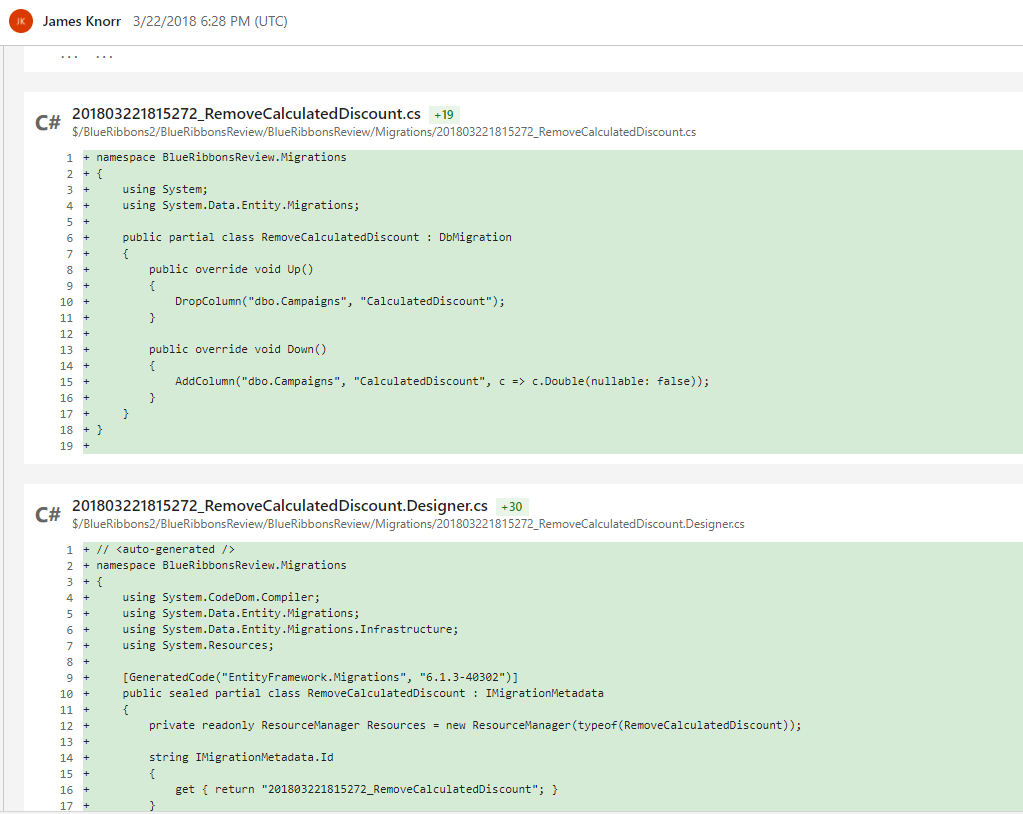 JK James Knorr 3/22/2018 6:28 PM (UTC)
... ...
C# 201803221815272_RemoveCalculatedDiscount.cs +19
$/BlueRibbons2/BlueRibbonsReview/BlueRibbonsReview/Migrations/201803221815272_RemoveCalculatedDiscount.cs
1 + namespace BlueRibbonsReview.Migrations
2 + {
3 +     using System;
4 +     using System.Data.Entity.Migrations;
5 +
6 +     public partial class RemoveCalculatedDiscount : DbMigration
7 +     {
8 +         public override void Up()
9 +         {
10 +             DropColumn("dbo.Campaigns", "CalculatedDiscount");
11 +         }
12 +
13 +         public override void Down()
14 +         {
15 +             AddColumn("dbo.Campaigns", "CalculatedDiscount", c => c.Double(nullable: false));
16 +         }
17 +     }
18 + }
19 +
C# 201803221815272_RemoveCalculatedDiscount.Designer.cs +30
$/BlueRibbons2/BlueRibbonsReview/BlueRibbonsReview/Migrations/201803221815272_RemoveCalculatedDiscount.Designer.cs
1 + // <auto-generated />
2 + namespace BlueRibbonsReview.Migrations
3 + {
4 +     using System.CodeDom.Compiler;
5 +     using System.Data.Entity.Migrations;
6 +     using System.Data.Entity.Migrations.Infrastructure;
7 +     using System.Resources;
8 +
9 +     [GeneratedCode("EntityFramework.Migrations", "6.1.3-40302")]
10 +     public sealed partial class RemoveCalculatedDiscount : IMigrationMetadata
11 +     {
12 +         private readonly ResourceManager Resources = new ResourceManager(typeof(RemoveCalculatedDiscount));
13 +
14 +         string IMigrationMetadata.Id
15 +         {
16 +             get { return "201803221815272_RemoveCalculatedDiscount"; }
17 +         }